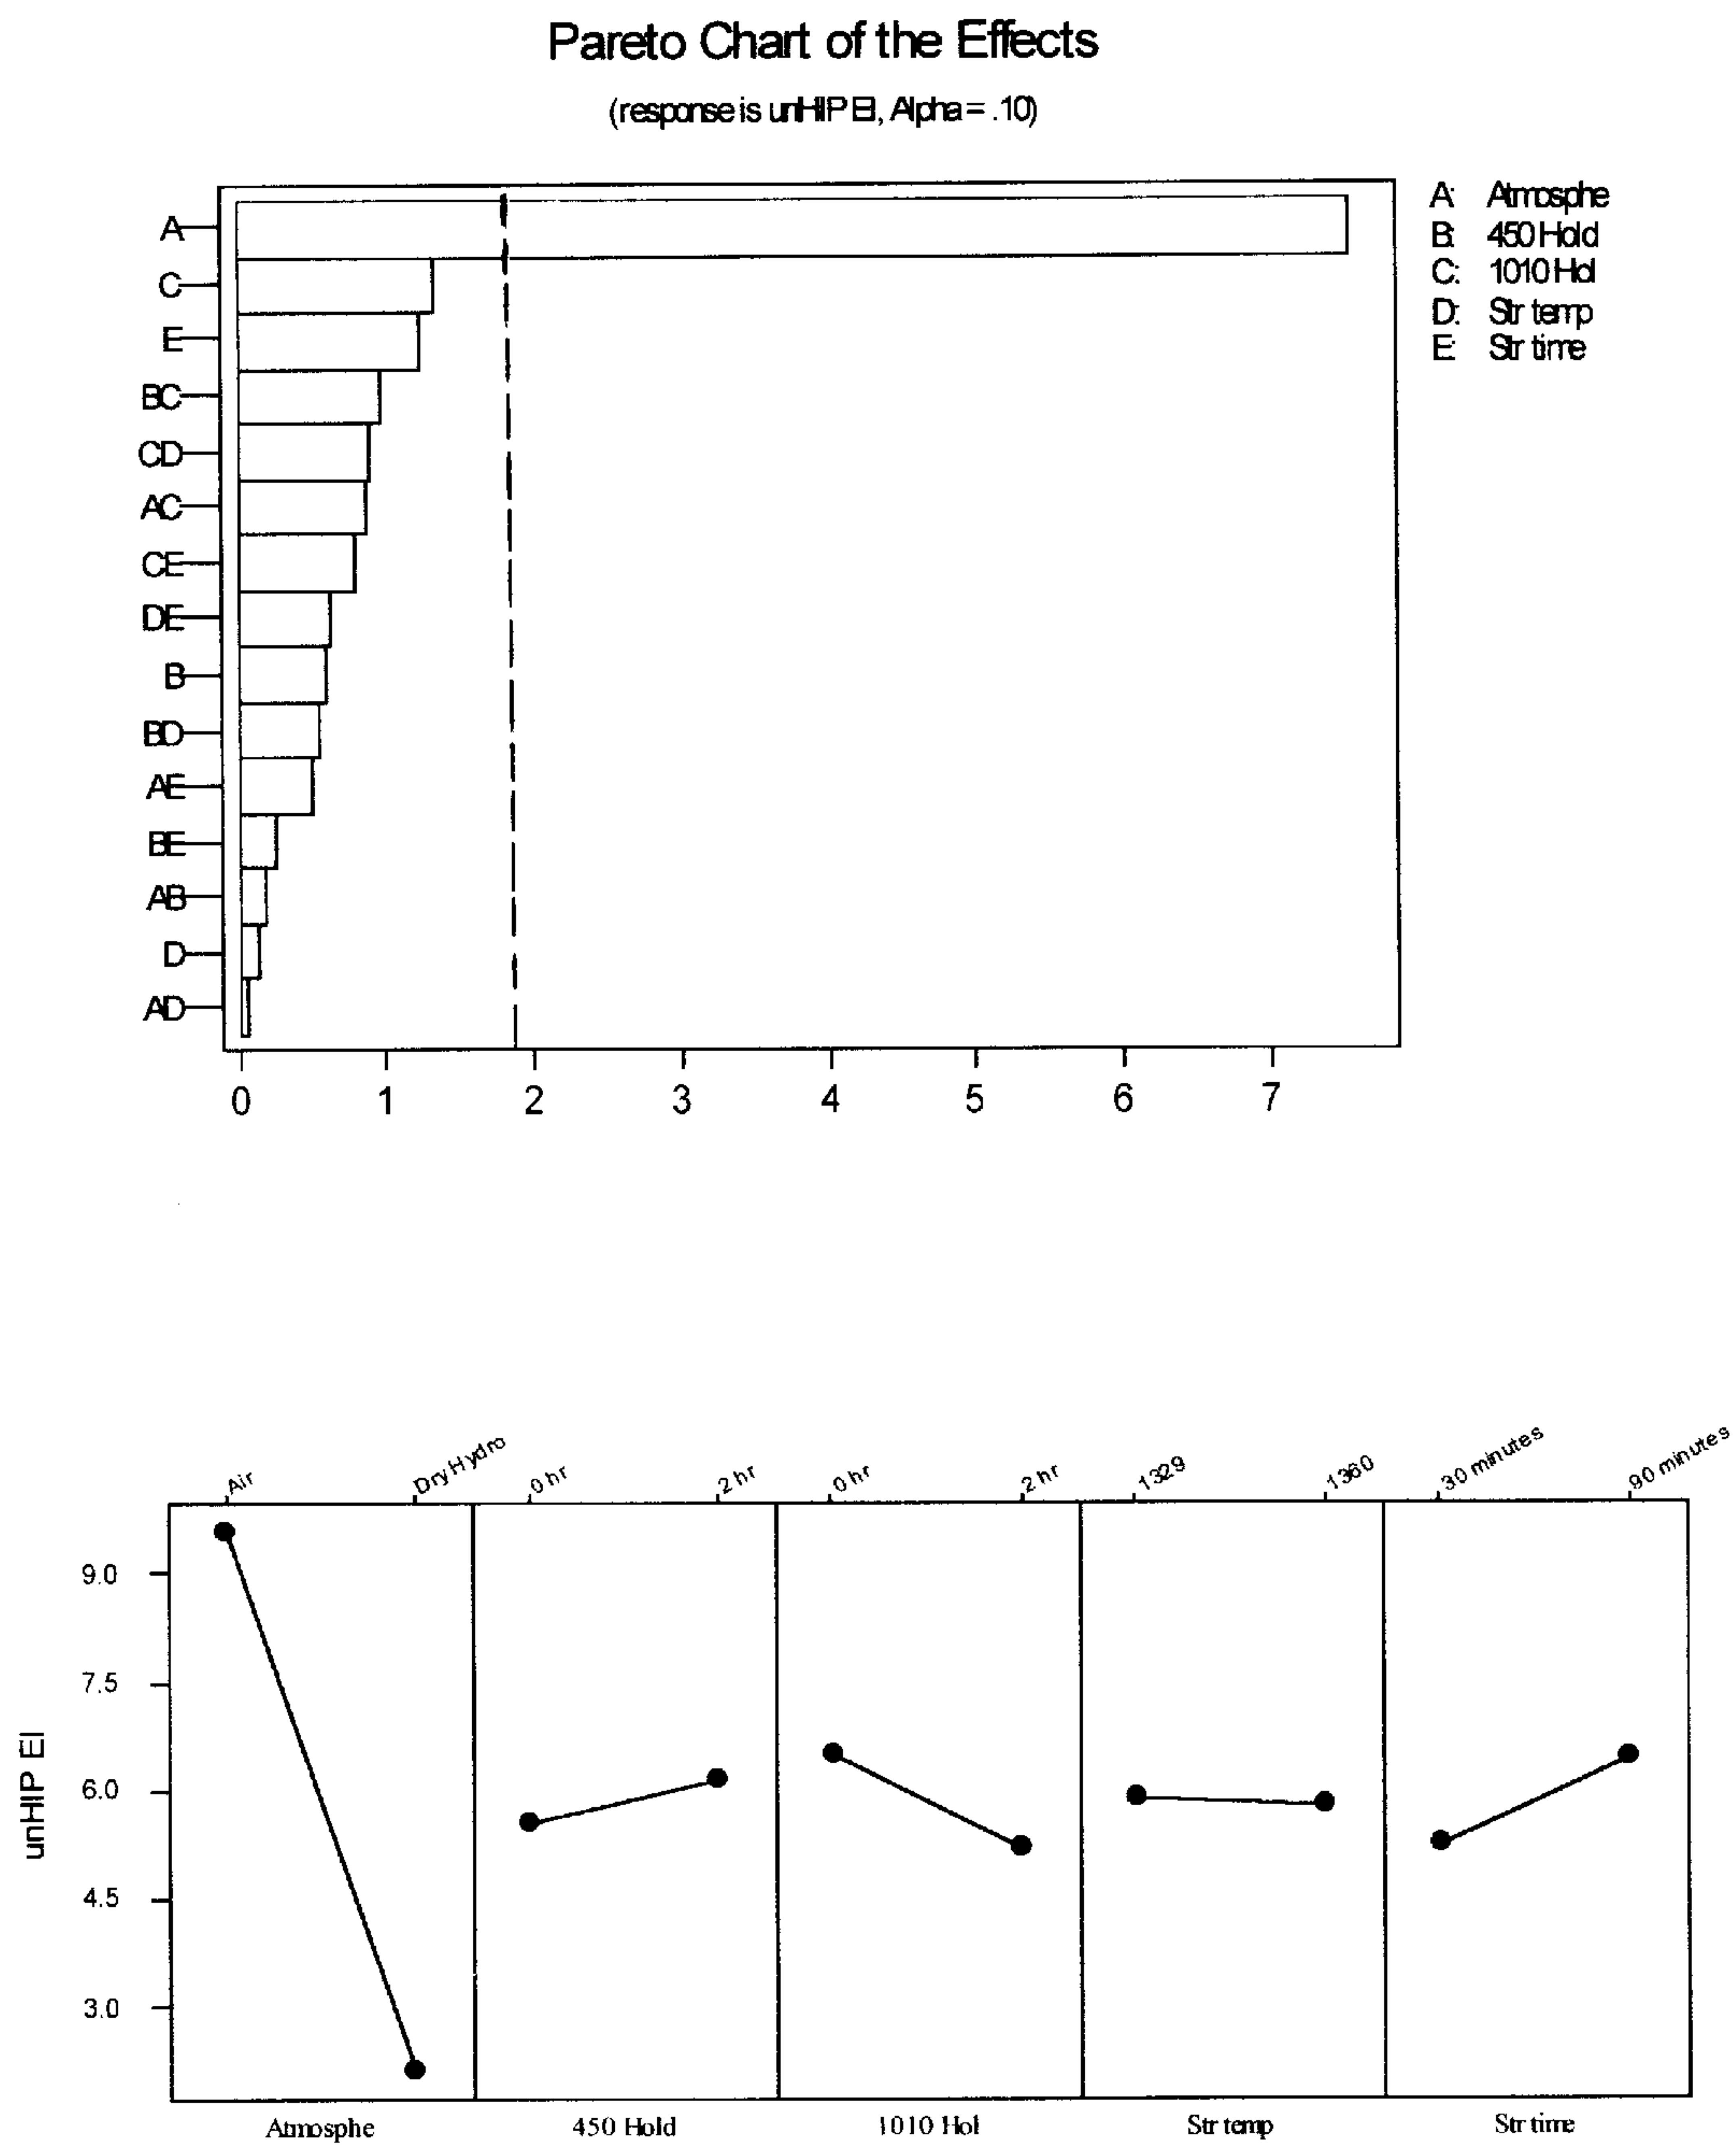 Pareto Chart of the Effects
(response is unHIP El, Alpha = .10)
A: Atmosphe
B: 450 Hold
C: 1010 Hol
D: Str temp
E: Str time
A
C
E
BC
CD
AC
CE
DE
B
BD
AE
BE
AB
D
AD
0 1 2 3 4 5 6 7
Air Dry Hydro 0 hr 2 hr 0 hr 2 hr 1329 1360 30 minutes 90 minutes
9.0
7.5
6.0
4.5
3.0
unHIP El
Atmosphe 450 Hold 1010 Hol Str temp Str time